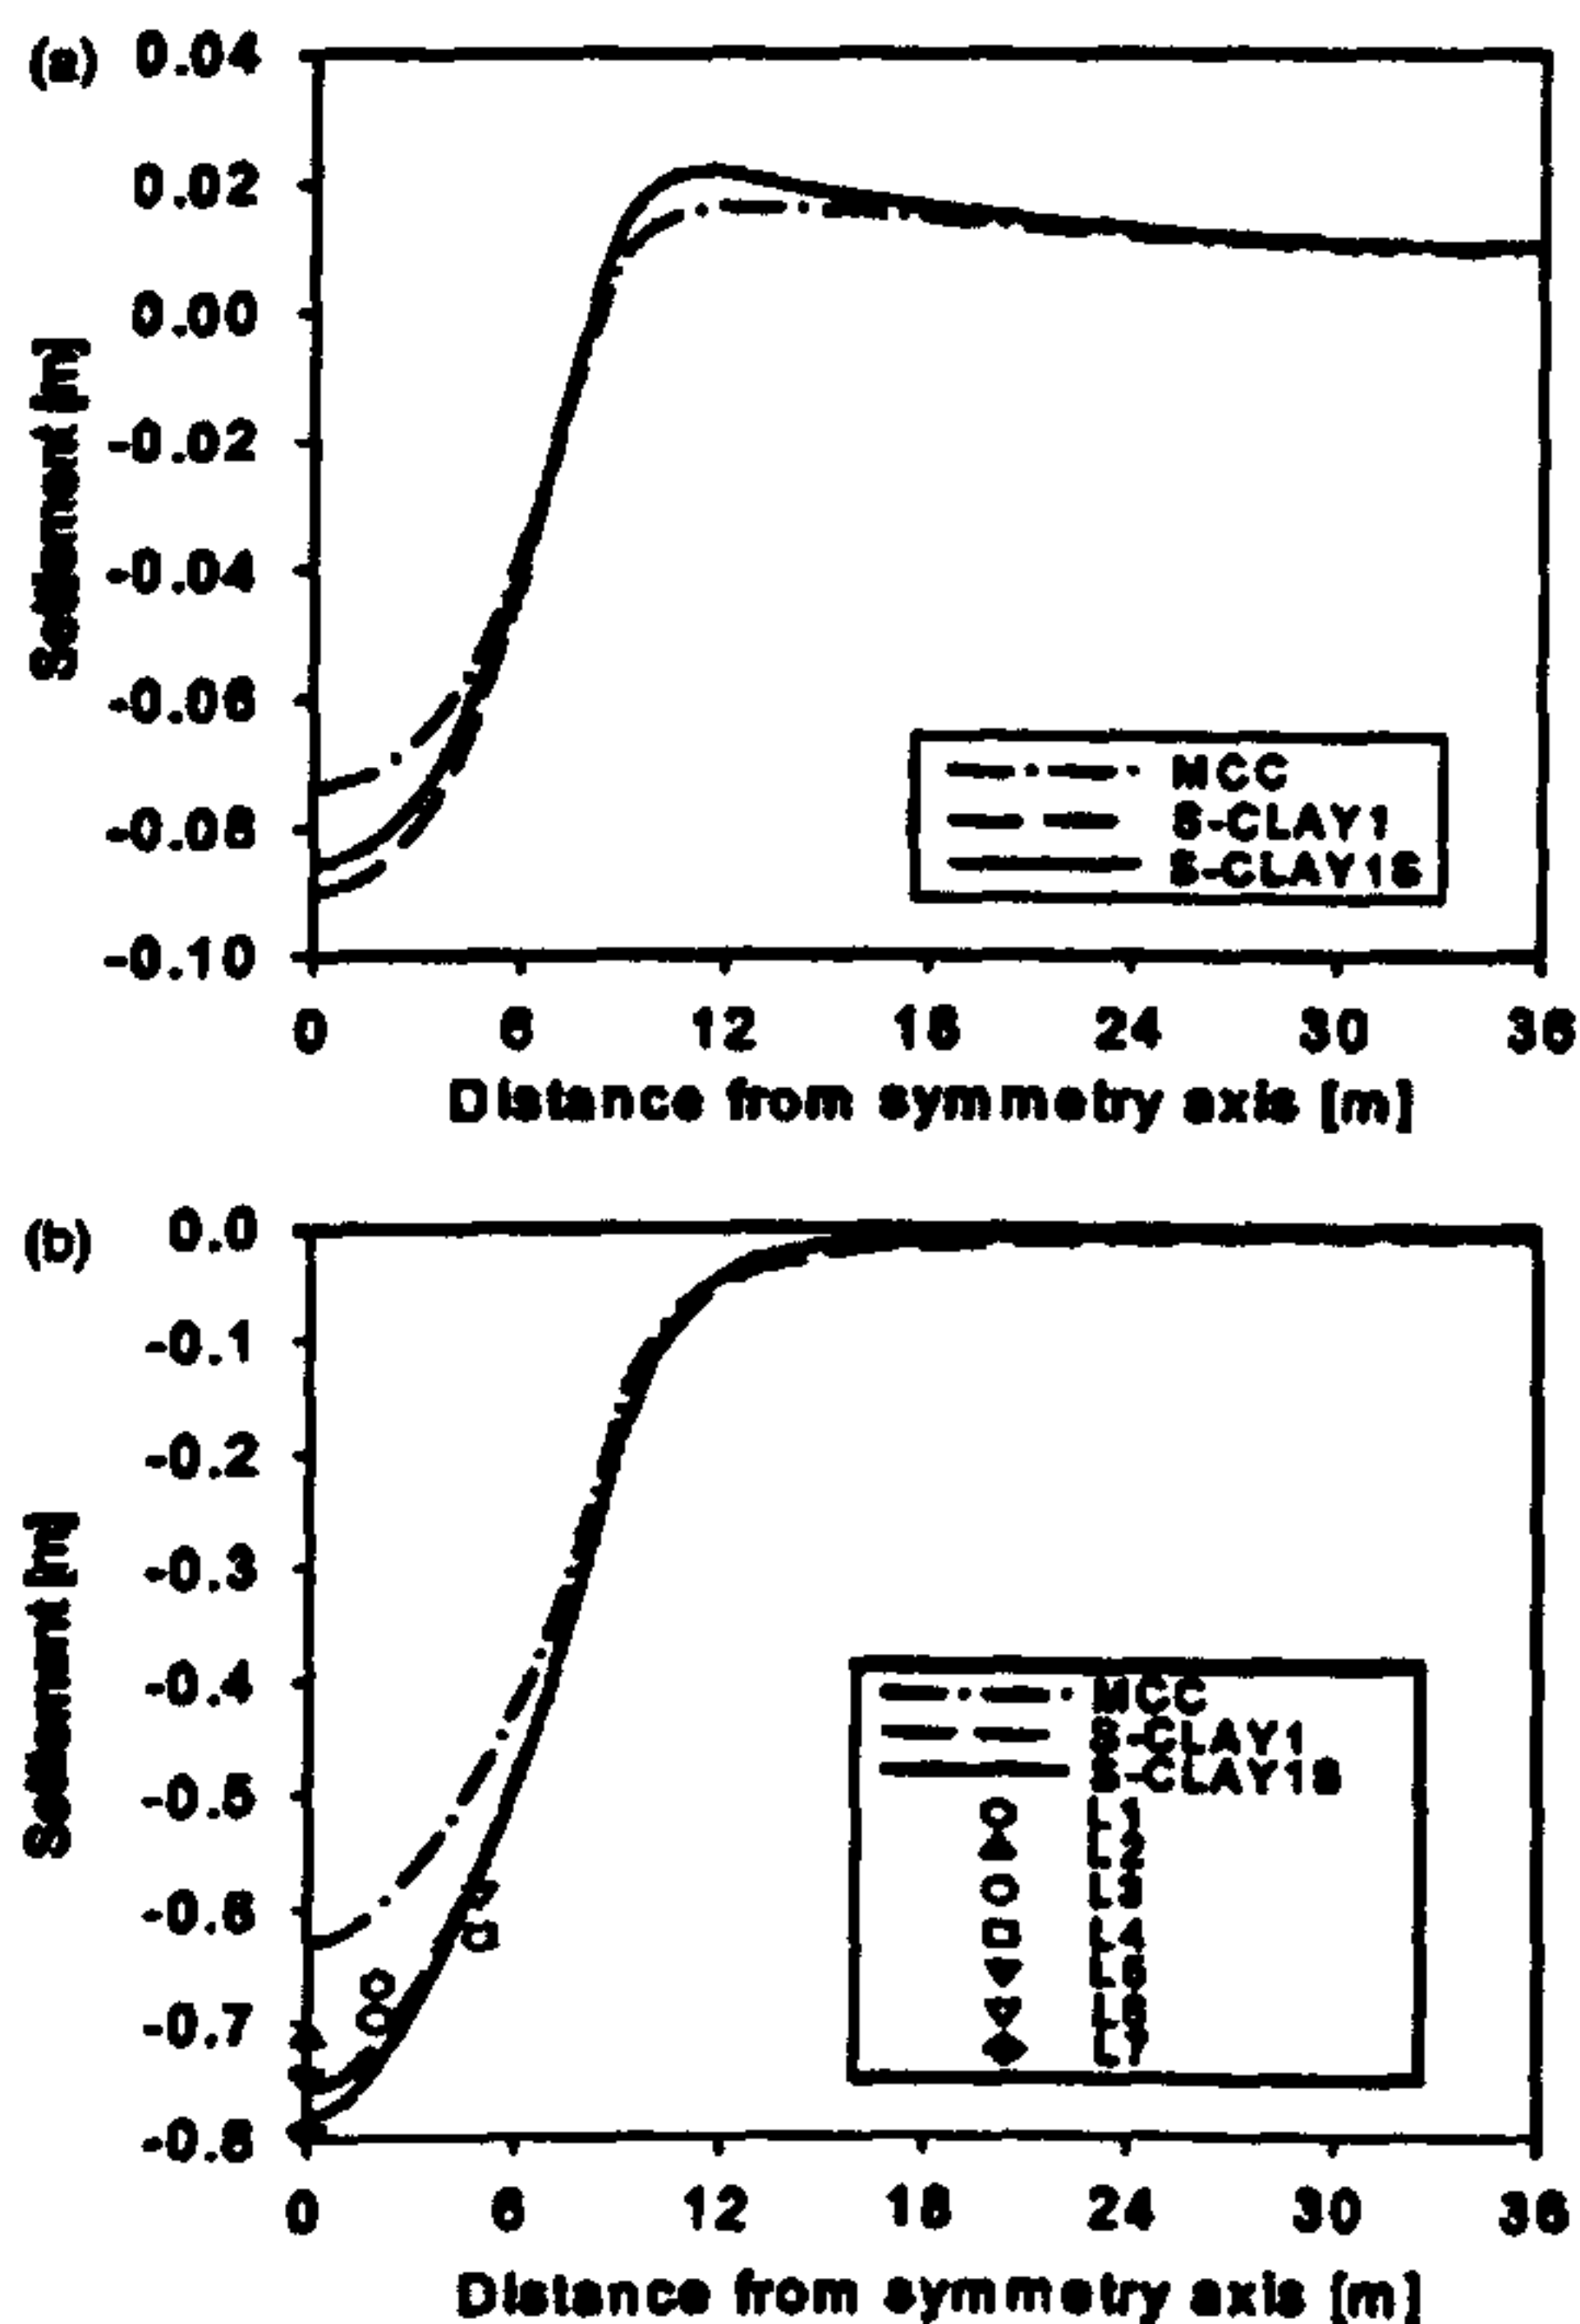 (a)
0.04
0.02
0.00
-0.02
-0.04
-0.06
-0.08
-0.10
Settlement [m]
MCC
S-CLAY1
S-CLAY1S
0 6 12 18 24 30 36
Distance from symmetry axis [m]
(b)
0.0
-0.1
-0.2
-0.3
-0.4
-0.5
-0.6
-0.7
-0.8
Settlement [m]
MCC
S-CLAY1
S-CLAY1S
L1
L2
L3
L4
L5
L6
L7
0 6 12 18 24 30 36
Distance from symmetry axis [m]